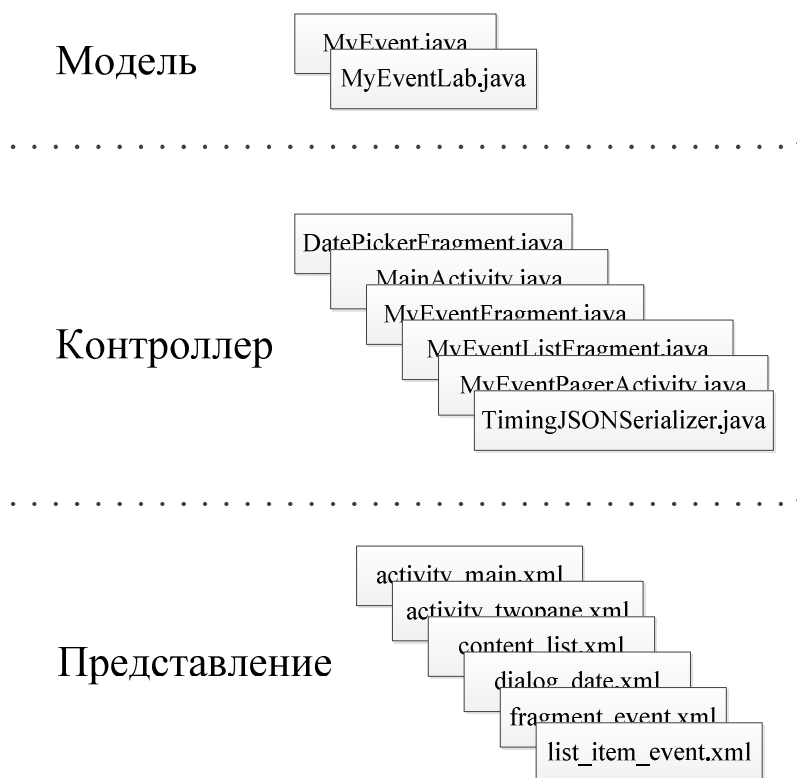 Модель
MyEvent.java
MyEventLab.java
Контроллер
DatePickerFragment.java
MainActivity.java
MyEventFragment.java
MyEventListFragment.java
MyEventPagerActivity.java
TimingJSONSerializer.java
Представление
activity_main.xml
activity_twopane.xml
content_list.xml
dialog_date.xml
fragment_event.xml
list_item_event.xml